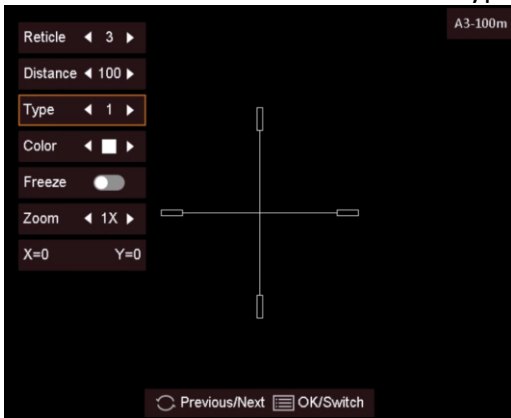 A3-100m
Reticle 3
Distance 100
Type 1
Color
Freeze
Zoom 1X
X=0 Y=0
Previous/Next OK/Switch